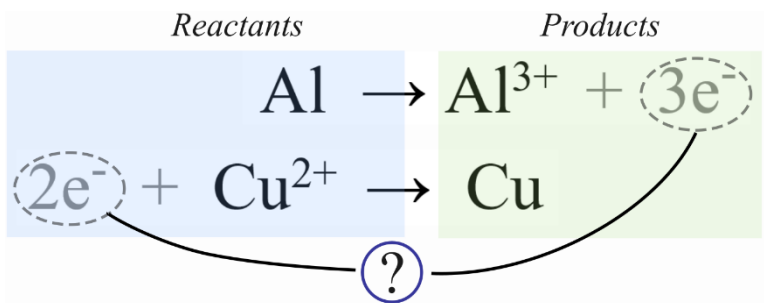 Reactants Products
Al → Al³⁺ + 3e⁻
2e⁻ + Cu²⁺ → Cu
?